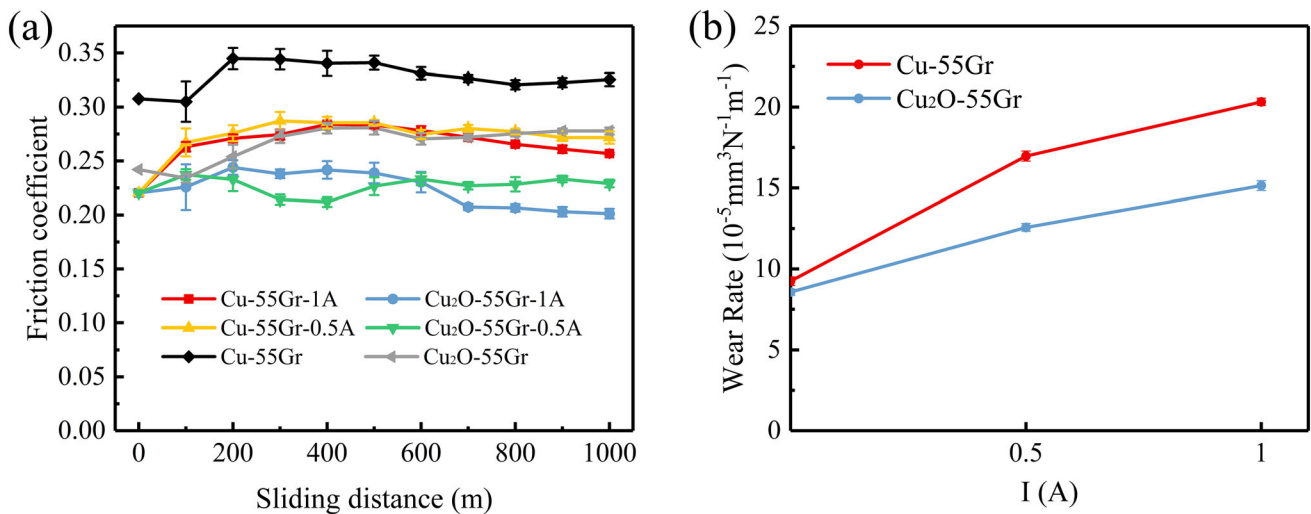 (a)
Friction coefficient
0.35
0.30
0.25
0.20
0.15
0.10
0.05
0.00
Cu-55Gr-1A
Cu₂O-55Gr-1A
Cu-55Gr-0.5A
Cu₂O-55Gr-0.5A
Cu-55Gr
Cu₂O-55Gr
0 200 400 600 800 1000
Sliding distance (m)
(b)
Wear Rate (10⁻⁵mm³N⁻¹m⁻¹)
25
20
15
10
5
0
Cu-55Gr
Cu₂O-55Gr
0.5 1
I (A)